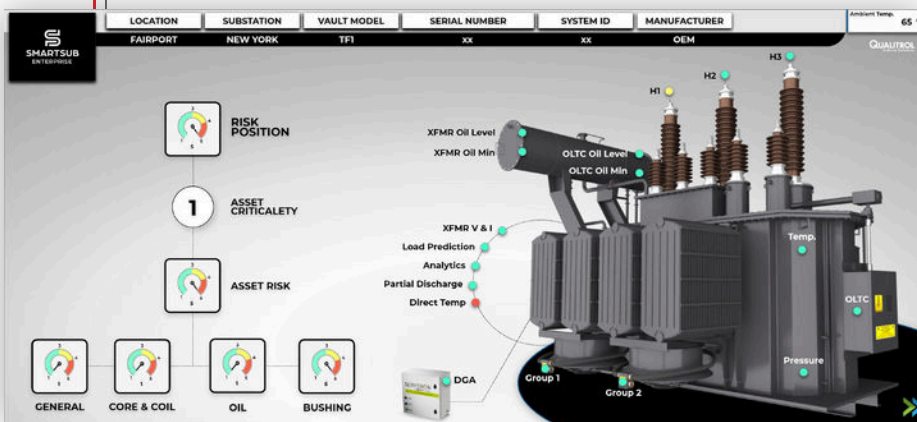 LOCATION SUBSTATION VAULT MODEL SERIAL NUMBER SYSTEM ID MANUFACTURER
FAIRPORT NEW YORK TF1 xx xx OEM
Ambient Temp.
65
SMARTSUB
ENTERPRISE
QUALITROL
H1
H2
H3
RISK
POSITION
1
ASSET
CRITICALETY
ASSET RISK
GENERAL
CORE & COIL
OIL
BUSHING
XFMR Oil Level
XFMR Oil Min
OLTC Oil Level
OLTC Oil Min
XFMR V & I
Load Prediction
Analytics
Partial Discharge
Direct Temp
Temp.
OLTC
Pressure
DGA
Group 1
Group 2